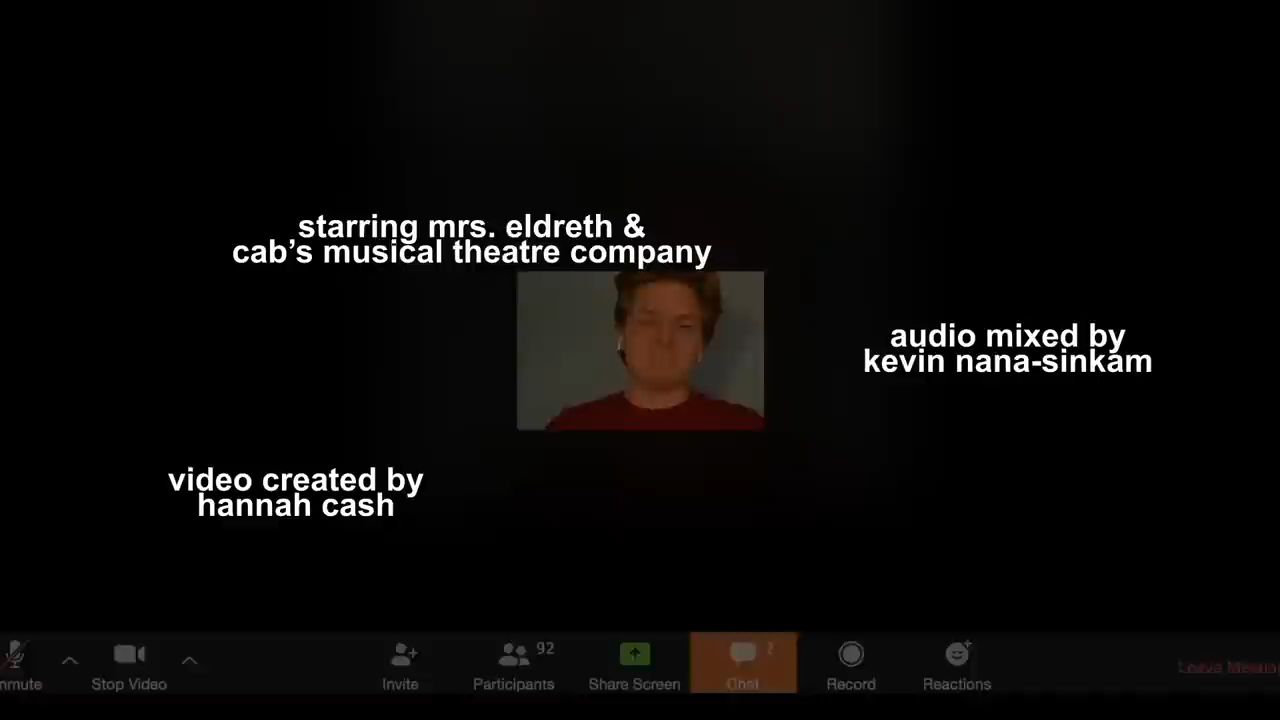 starring mrs. eldreth &
cab's musical theatre company
audio mixed by
kevin nana-sinkam
video created by
hannah cash
nmute
Stop Video
Invite
92
Participants
Share Screen
Chat
Record
Reactions
Leave